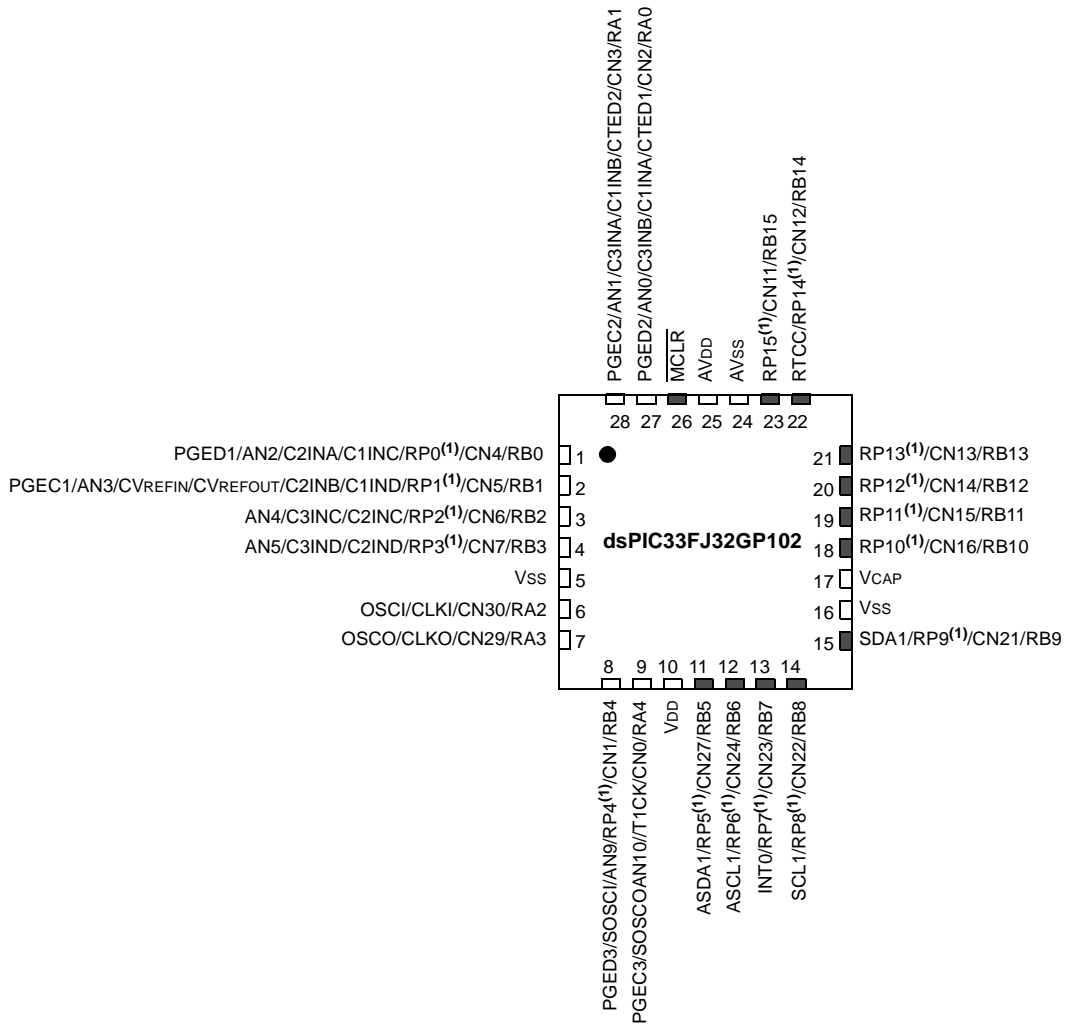 PGEC2/AN1/C3INA/C1INB/CTED2/CN3/RA1
PGED2/AN0/C3INB/C1INA/CTED1/CN2/RA0
MCLR
AVDD
AVSS
RP15(1)/CN11/RB15
RTCC/RP14(1)/CN12/RB14
28 27 26 25 24 23 22
PGED1/AN2/C2INA/C1INC/RP0(1)/CN4/RB0 1
PGEC1/AN3/CVREFIN/CVREFOUT/C2INB/C1IND/RP1(1)/CN5/RB1 2
AN4/C3INC/C2INC/RP2(1)/CN6/RB2 3
AN5/C3IND/C2IND/RP3(1)/CN7/RB3 4
VSS 5
OSCI/CLKI/CN30/RA2 6
OSCO/CLKO/CN29/RA3 7
dsPIC33FJ32GP102
21 RP13(1)/CN13/RB13
20 RP12(1)/CN14/RB12
19 RP11(1)/CN15/RB11
18 RP10(1)/CN16/RB10
17 VCAP
16 VSS
15 SDA1/RP9(1)/CN21/RB9
8 9 10 11 12 13 14
PGED3/SOSCI/AN9/RP4(1)/CN1/RB4
PGEC3/SOSCOAN10//T1CK/CN0/RA4
VDD
ASDA1/RP5(1)/CN27/RB5
ASCL1/RP6(1)/CN24/RB6
INT0/RP7(1)/CN23/RB7
SCL1/RP8(1)/CN22/RB8